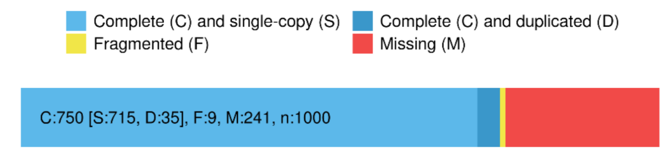 Complete (C) and single-copy (S) Complete (C) and duplicated (D)
Fragmented (F) Missing (M)
C:750 [S:715, D:35], F:9, M:241, n:1000